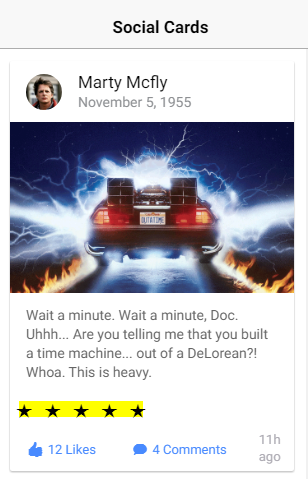 Social Cards
Marty Mcfly
November 5, 1955
OUTATIME
Wait a minute. Wait a minute, Doc.
Uhhh... Are you telling me that you built
a time machine... out of a DeLorean?!
Whoa. This is heavy.
★ ★ ★ ★ ★
12 Likes
4 Comments
11h
ago